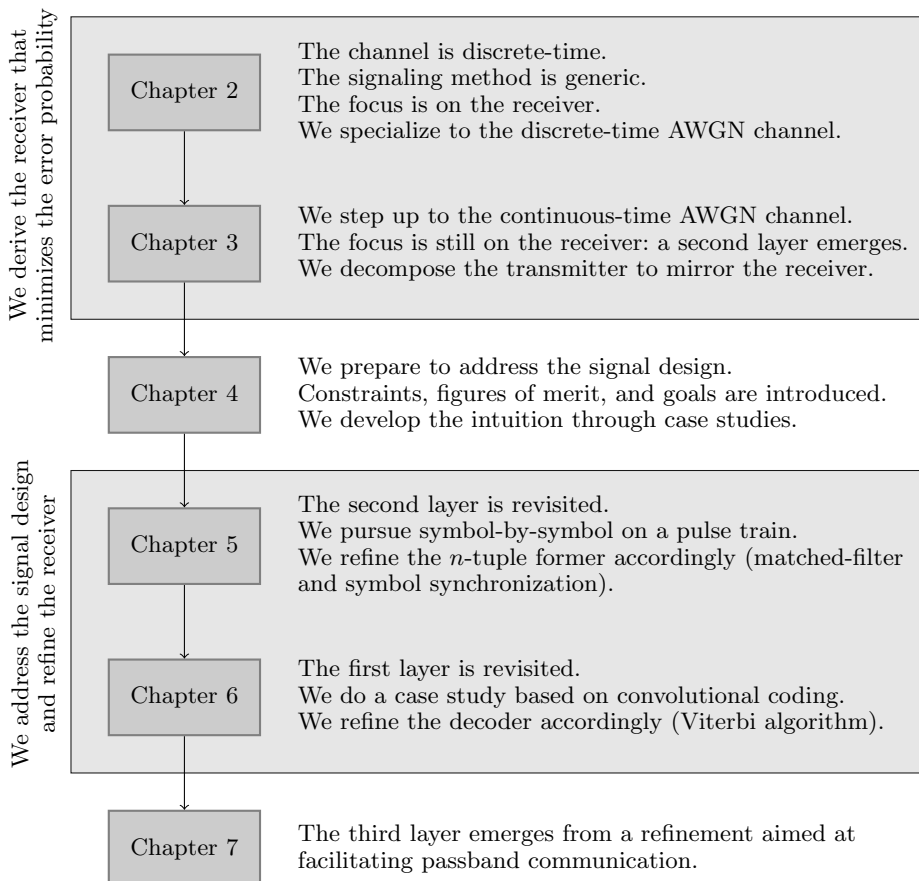 We derive the receiver that
minimizes the error probability
Chapter 2
The channel is discrete-time.
The signaling method is generic.
The focus is on the receiver.
We specialize to the discrete-time AWGN channel.
Chapter 3
We step up to the continuous-time AWGN channel.
The focus is still on the receiver: a second layer emerges.
We decompose the transmitter to mirror the receiver.
Chapter 4
We prepare to address the signal design.
Constraints, figures of merit, and goals are introduced.
We develop the intuition through case studies.
We address the signal design
and refine the receiver
Chapter 5
The second layer is revisited.
We pursue symbol-by-symbol on a pulse train.
We refine the n-tuple former accordingly (matched-filter
and symbol synchronization).
Chapter 6
The first layer is revisited.
We do a case study based on convolutional coding.
We refine the decoder accordingly (Viterbi algorithm).
Chapter 7
The third layer emerges from a refinement aimed at
facilitating passband communication.